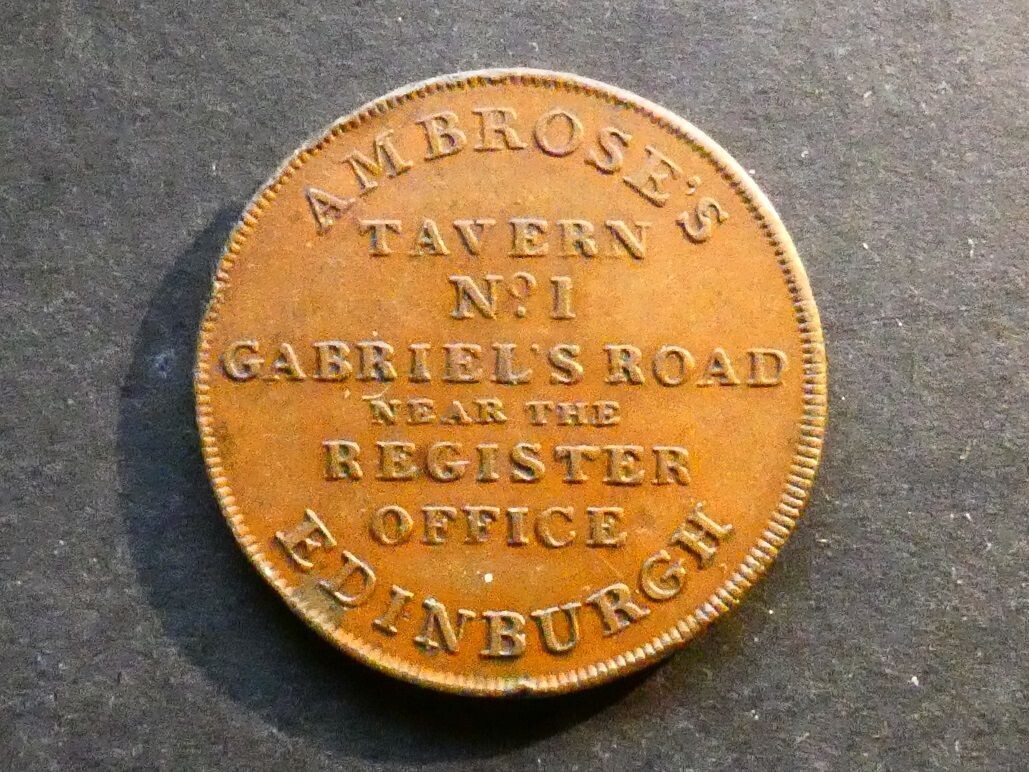 AMBROSE'S
TAVERN
Nº 1
GABRIEL'S ROAD
NEAR THE
REGISTER
OFFICE
EDINBURGH